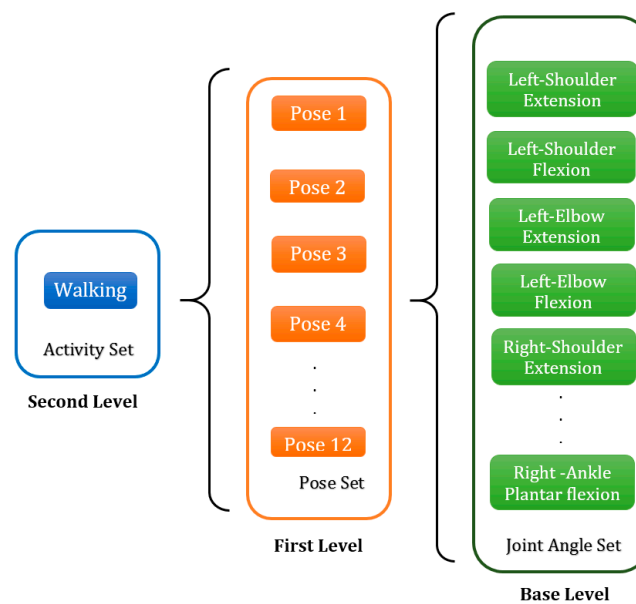 Walking
Activity Set
Second Level
Pose 1
Pose 2
Pose 3
Pose 4
.
.
.
Pose 12
Pose Set
First Level
Left-Shoulder
Extension
Left-Shoulder
Flexion
Left-Elbow
Extension
Left-Elbow
Flexion
Right-Shoulder
Extension
.
.
.
Right -Ankle
Plantar flexion
Joint Angle Set
Base Level